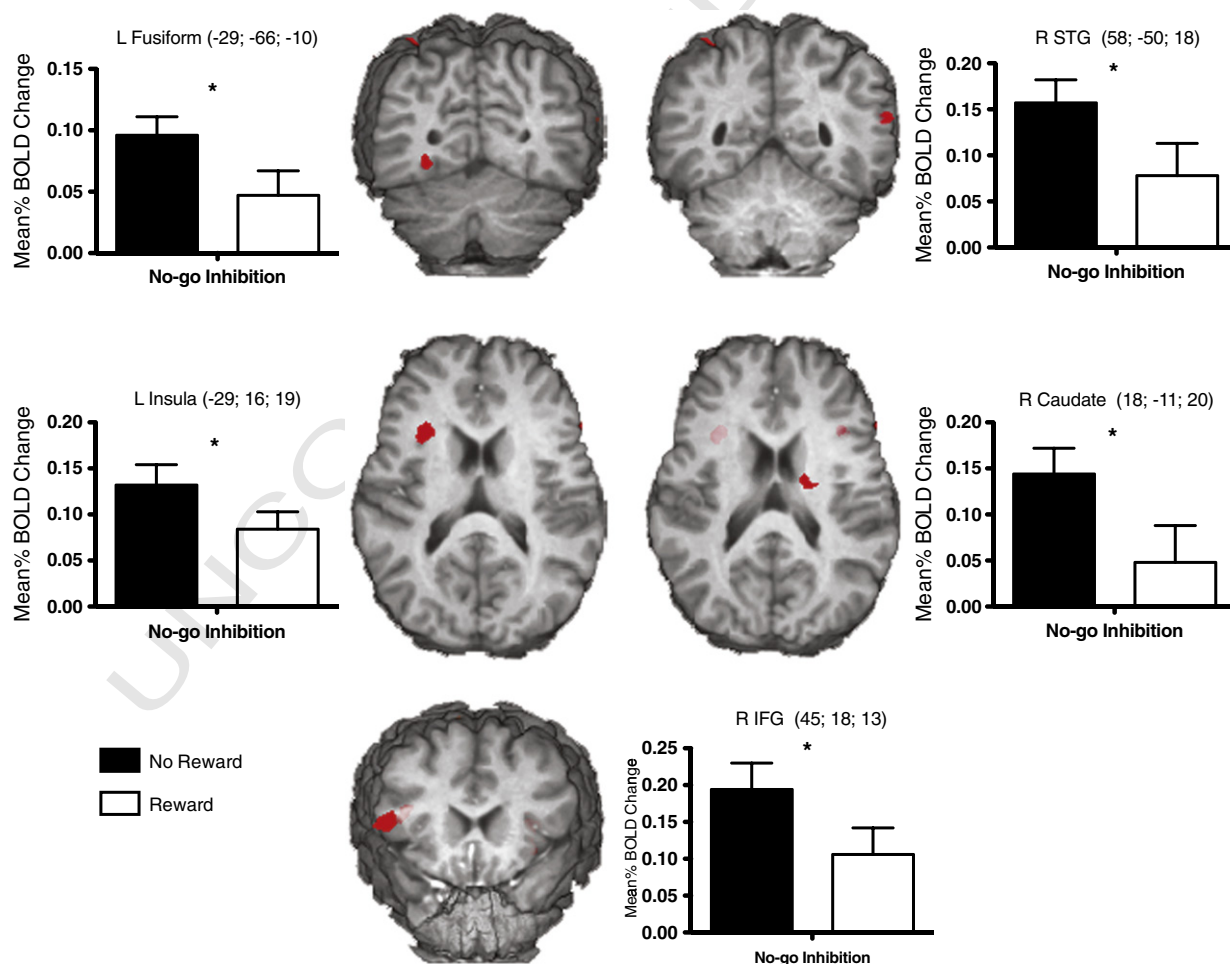 L Fusiform (-29; -66; -10)
Mean% BOLD Change
0.15
0.10
0.05
0.00
*
No-go Inhibition
R STG (58; -50; 18)
Mean% BOLD Change
0.20
0.15
0.10
0.05
0.00
*
No-go Inhibition
L Insula (-29; 16; 19)
Mean% BOLD Change
0.20
0.15
0.10
0.05
0.00
*
No-go Inhibition
R Caudate (18; -11; 20)
Mean% BOLD Change
0.20
0.15
0.10
0.05
0.00
*
No-go Inhibition
No Reward
Reward
R IFG (45; 18; 13)
Mean% BOLD Change
0.25
0.20
0.15
0.10
0.05
0.00
*
No-go Inhibition